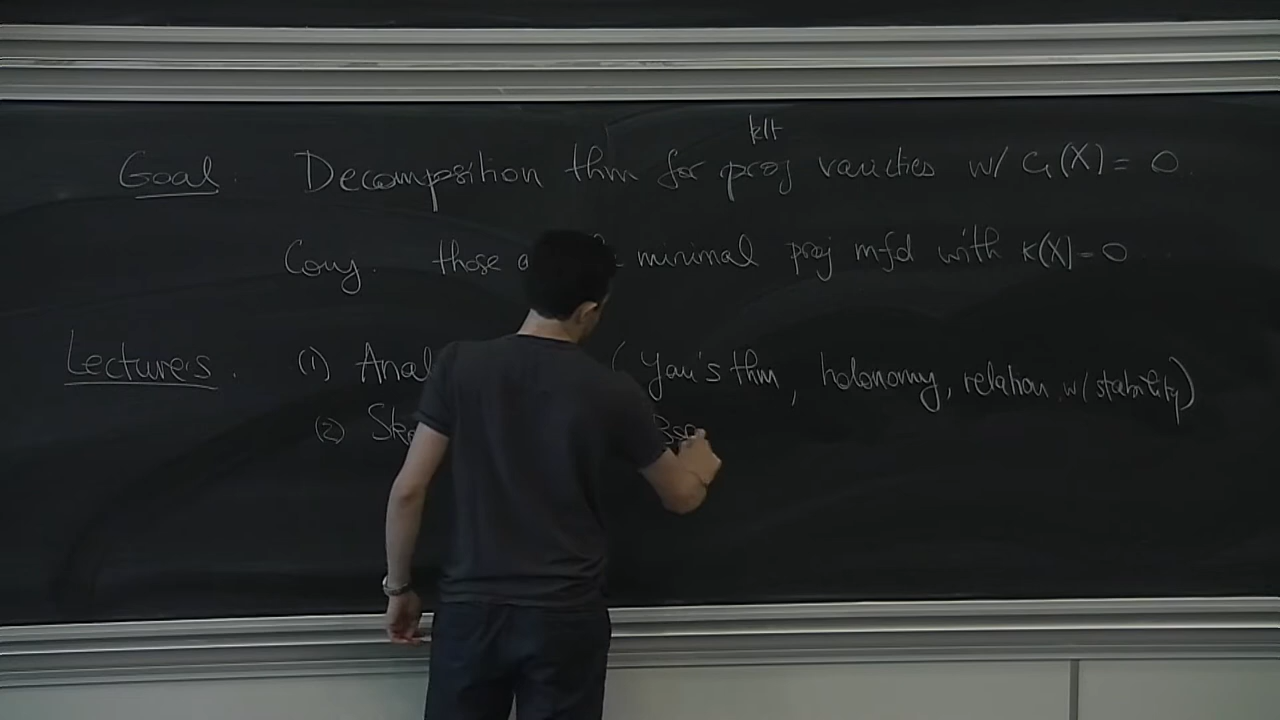 klt
Goal. Decomposition thm for proj varieties w/ c₁(X) = 0.
Conj. those a minimal proj mfd with κ(X) = 0
Lectures. (1) Anal ( Yau's thm, holonomy, relation w/ stability)
(2) Ske